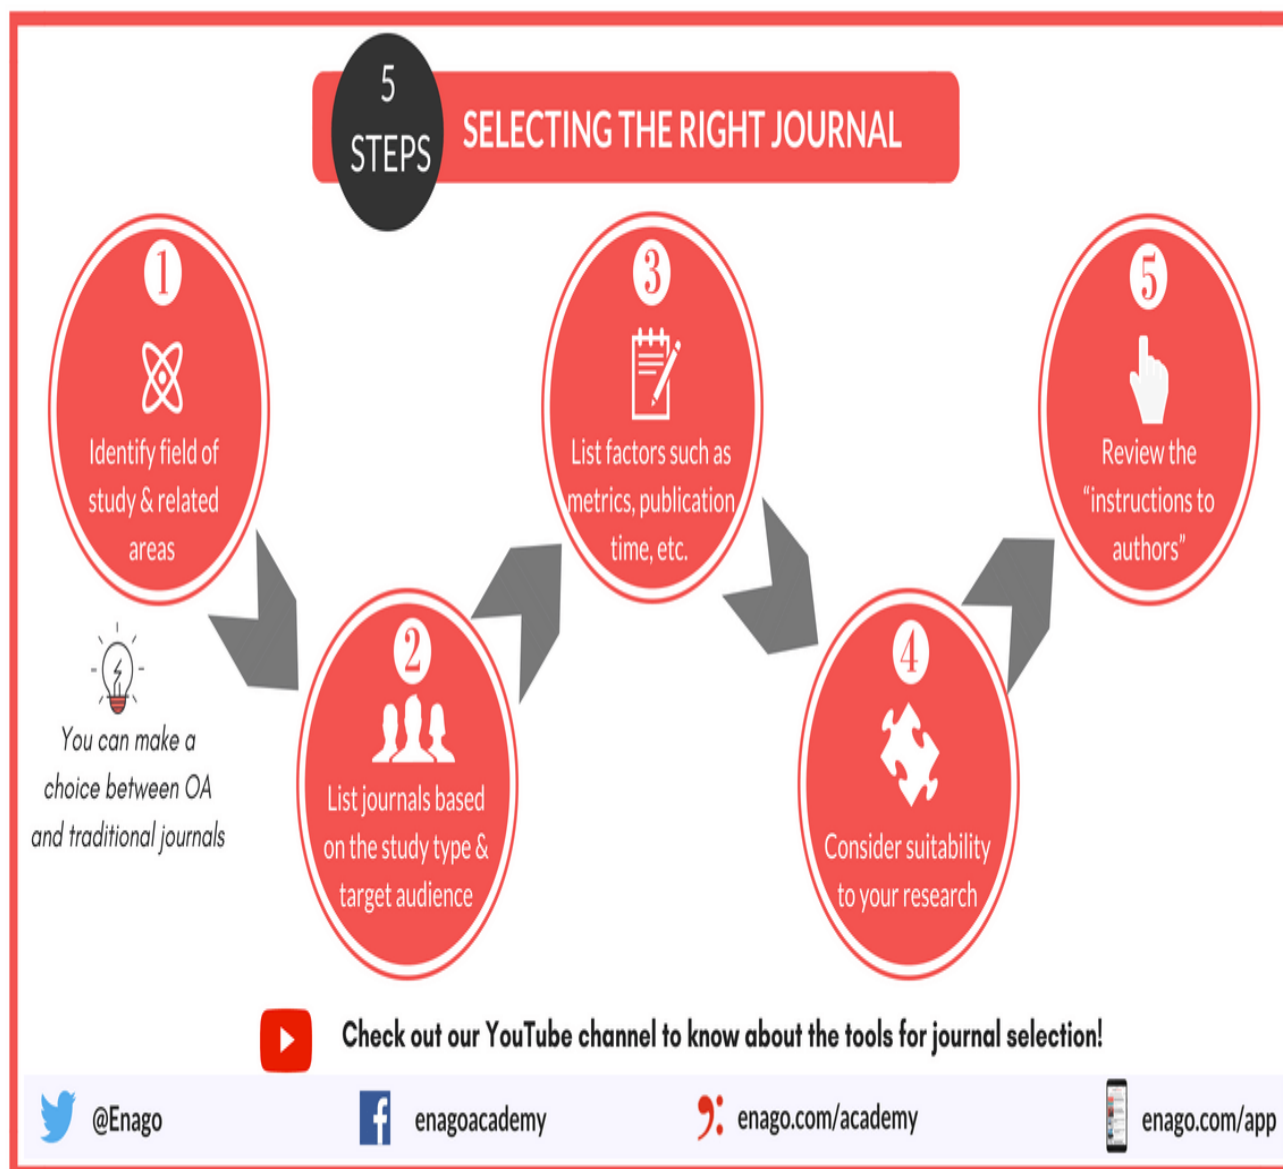 5
STEPS
SELECTING THE RIGHT JOURNAL
1
Identify field of
study & related
areas
You can make a
choice between OA
and traditional journals
2
List journals based
on the study type &
target audience
3
List factors such as
metrics, publication
time, etc.
4
Consider suitability
to your research
5
Review the
“instructions to
authors”
Check out our YouTube channel to know about the tools for journal selection!
@Enago
enagoacademy
enago.com/academy
enago.com/app